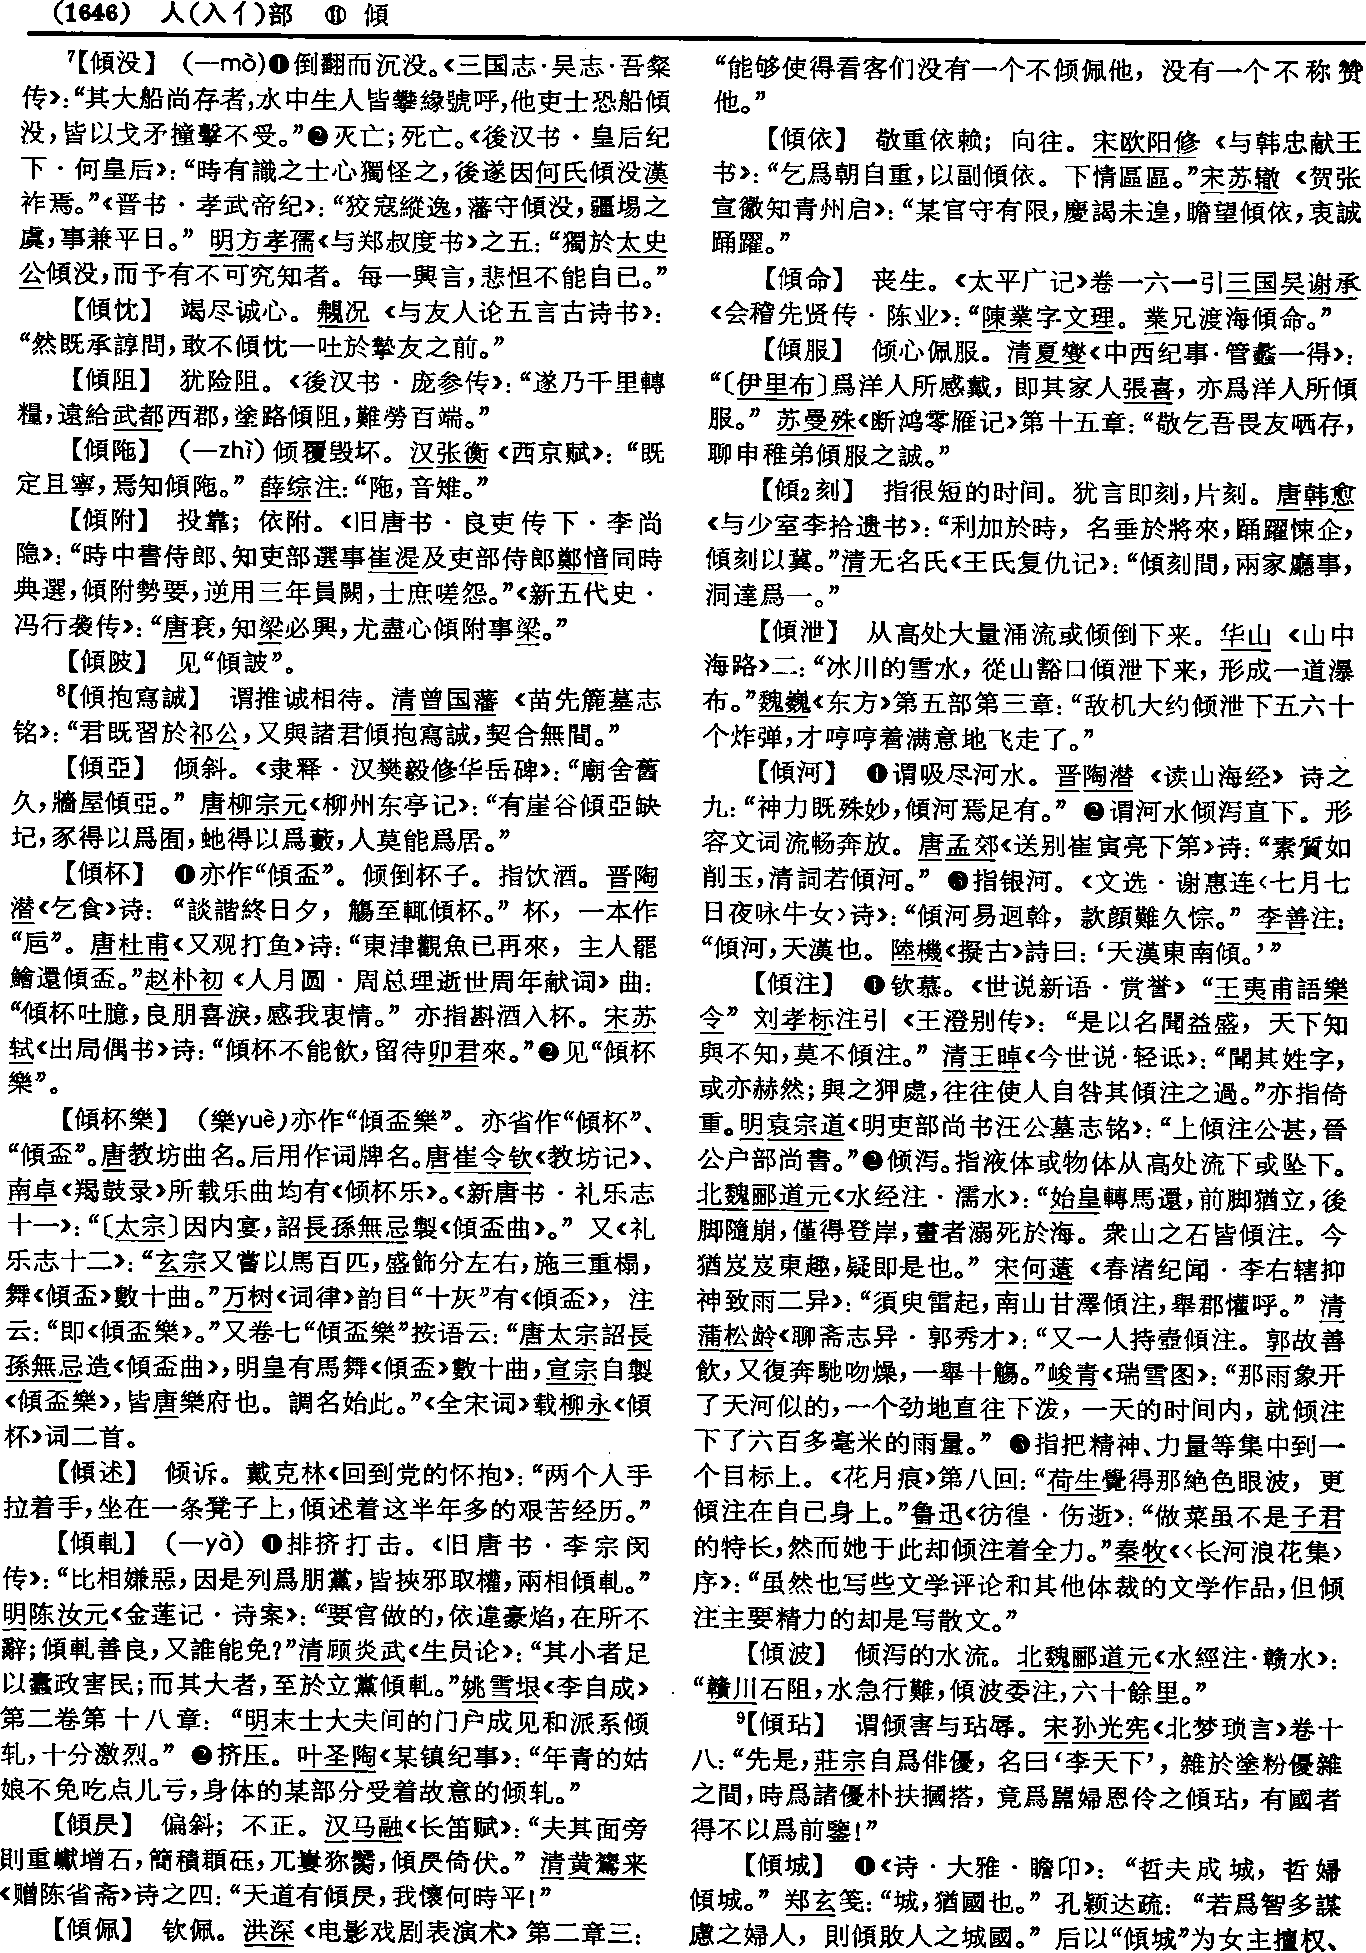 (1646) 人(入亻)部 ⑪ 傾
⁷【傾没】 (—mò)❶倒翻而沉没。《三国志·吴志·吾粲
传》：“其大船尚存者，水中生人皆攀緣號呼，他吏士恐船傾
没，皆以戈矛撞擊不受。”❷灭亡；死亡。《後汉书·皇后纪
下·何皇后》：“時有識之士心獨怪之，後遂因何氏傾没漢
祚焉。”《晋书·孝武帝纪》：“狡寇縱逸，藩守傾没，疆埸之
虞，事兼平日。” 明方孝孺《与郑叔度书》之五：“獨於太史
公傾没，而予有不可究知者。每一興言，悲怛不能自已。”
【傾忱】 竭尽诚心。觀况《与友人论五言古诗书》：
“然既承諄問，敢不傾忱一吐於摯友之前。”
【傾阻】 犹险阻。《後汉书·庞参传》：“遂乃千里轉
糧，遠給武都西郡，塗路傾阻，難勞百端。”
【傾陁】 (—zhì)倾覆毁坏。汉张衡《西京赋》：“既
定且寧，焉知傾陁。” 薛综注：“陁，音雉。”
【傾附】 投靠；依附。《旧唐书·良吏传下·李尚
隐》：“時中書侍郎、知吏部選事崔湜及吏部侍郎鄭愔同時
典選，傾附勢要，逆用三年員闕，士庶嗟怨。”《新五代史·
冯行袭传》：“唐衰，知梁必興，尤盡心傾附事梁。”
【傾陂】 见“傾詖”。
⁸【傾抱寫誠】 谓推诚相待。清曾国藩《苗先簏墓志
铭》：“君既習於祁公，又與諸君傾抱寫誠，契合無間。”
【傾亞】 倾斜。《隶释·汉樊毅修华岳碑》：“廟舍舊
久，牆屋傾亞。” 唐柳宗元《柳州东亭记》：“有崖谷傾亞缺
圮，豕得以爲囿，虵得以爲藪，人莫能爲居。”
【傾杯】 ❶亦作“傾盃”。倾倒杯子。指饮酒。晋陶
潜《乞食》诗：“談諧終日夕，觴至輒傾杯。” 杯，一本作
“巵”。唐杜甫《又观打鱼》诗：“東津觀魚已再來，主人罷
鱠還傾盃。”赵朴初《人月圆·周总理逝世周年献词》曲：
“傾杯吐臆，良朋喜淚，感我衷情。” 亦指斟酒入杯。宋苏
轼《出局偶书》诗：“傾杯不能飲，留待卯君來。”❷见“傾杯
樂”。
【傾杯樂】 (樂yuè)亦作“傾盃樂”。亦省作“傾杯”、
“傾盃”。唐教坊曲名。后用作词牌名。唐崔令钦《教坊记》、
南卓《羯鼓录》所载乐曲均有《倾杯乐》。《新唐书·礼乐志
十一》：“〔太宗〕因内宴，詔長孫無忌製《傾盃曲》。” 又《礼
乐志十二》：“玄宗又嘗以馬百匹，盛飾分左右，施三重榻，
舞《傾盃》數十曲。”万树《词律》韵目“十灰”有《傾盃》，注
云：“即《傾盃樂》。”又卷七“傾盃樂”按语云：“唐太宗詔長
孫無忌造《傾盃曲》，明皇有馬舞《傾盃》數十曲，宣宗自製
《傾盃樂》，皆唐樂府也。調名始此。”《全宋词》载柳永《傾
杯》词二首。
【傾述】 倾诉。戴克林《回到党的怀抱》：“两个人手
拉着手，坐在一条凳子上，傾述着这半年多的艰苦经历。”
【傾軋】 (—yà) ❶排挤打击。《旧唐书·李宗闵
传》：“比相嫌惡，因是列爲朋黨，皆挾邪取權，兩相傾軋。”
明陈汝元《金莲记·诗案》：“要官做的，依違豪焰，在所不
辭；傾軋善良，又誰能免？”清顾炎武《生员论》：“其小者足
以蠹政害民；而其大者，至於立黨傾軋。”姚雪垠《李自成》
第二卷第十八章：“明末士大夫间的门户成见和派系倾
轧，十分激烈。” ❷挤压。叶圣陶《某镇纪事》：“年青的姑
娘不免吃点儿亏，身体的某部分受着故意的倾轧。”
【傾昃】 偏斜；不正。汉马融《长笛赋》：“夫其面旁
則重巘增石，簡積頵砡，兀嶁狋觺，傾昃倚伏。” 清黄鷟来
《赠陈省斋》诗之四：“天道有傾昃，我懷何時平！”
【傾佩】 钦佩。洪深《电影戏剧表演术》第二章三：
“能够使得看客们没有一个不倾佩他，没有一个不称赞
他。”
【傾依】 敬重依赖；向往。宋欧阳修《与韩忠献王
书》：“乞爲朝自重，以副傾依。下情區區。”宋苏辙《贺张
宣徽知青州启》：“某官守有限，慶謁未遑，瞻望傾依，衷誠
踊躍。”
【傾命】 丧生。《太平广记》卷一六一引三国吴谢承
《会稽先贤传·陈业》：“陳業字文理。業兄渡海傾命。”
【傾服】 倾心佩服。清夏燮《中西纪事·管蠡一得》：
“〔伊里布〕爲洋人所感戴，即其家人張喜，亦爲洋人所傾
服。” 苏曼殊《断鸿零雁记》第十五章：“敬乞吾畏友哂存，
聊申稚弟傾服之誠。”
【傾₂刻】 指很短的时间。犹言即刻，片刻。唐韩愈
《与少室李拾遗书》：“利加於時，名垂於將來，踊躍悚企，
傾刻以冀。”清无名氏《王氏复仇记》：“傾刻間，兩家廳事，
洞達爲一。”
【傾泄】 从高处大量涌流或倾倒下来。华山《山中
海路》二：“冰川的雪水，從山豁口傾泄下来，形成一道瀑
布。”魏巍《东方》第五部第三章：“敌机大约倾泄下五六十
个炸弹，才哼哼着满意地飞走了。”
【傾河】 ❶谓吸尽河水。晋陶潜《读山海经》诗之
九：“神力既殊妙，傾河焉足有。” ❷谓河水倾泻直下。形
容文词流畅奔放。唐孟郊《送别崔寅亮下第》诗：“素質如
削玉，清詞若傾河。” ❸指银河。《文选·谢惠连〈七月七
日夜咏牛女〉诗》：“傾河易迴斡，款顏難久悰。” 李善注：
“傾河，天漢也。陸機《擬古》詩曰：‘天漢東南傾。’”
【傾注】 ❶钦慕。《世说新语·赏誉》“王夷甫語樂
令” 刘孝标注引《王澄别传》：“是以名聞益盛，天下知
與不知，莫不傾注。” 清王晫《今世说·轻诋》：“聞其姓字，
或亦赫然；與之狎處，往往使人自咎其傾注之過。”亦指倚
重。明袁宗道《明吏部尚书汪公墓志铭》：“上傾注公甚，晉
公户部尚書。”❷倾泻。指液体或物体从高处流下或坠下。
北魏郦道元《水经注·濡水》：“始皇轉馬還，前脚猶立，後
脚隨崩，僅得登岸，畫者溺死於海。衆山之石皆傾注。今
猶岌岌東趣，疑即是也。” 宋何薳《春渚纪闻·李右辖抑
神致雨二异》：“須臾雷起，南山甘澤傾注，舉郡懽呼。” 清
蒲松龄《聊斋志异·郭秀才》：“又一人持壺傾注。郭故善
飲，又復奔馳吻燥，一舉十觴。”峻青《瑞雪图》：“那雨象开
了天河似的，一个劲地直往下泼，一天的时间内，就倾注
下了六百多毫米的雨量。” ❸指把精神、力量等集中到一
个目标上。《花月痕》第八回：“荷生覺得那絶色眼波，更
傾注在自己身上。”鲁迅《彷徨·伤逝》：“做菜虽不是子君
的特长，然而她于此却倾注着全力。”秦牧《〈长河浪花集〉
序》：“虽然也写些文学评论和其他体裁的文学作品，但倾
注主要精力的却是写散文。”
【傾波】 倾泻的水流。北魏郦道元《水經注·赣水》：
“贛川石阻，水急行難，傾波委注，六十餘里。”
⁹【傾玷】 谓倾害与玷辱。宋孙光宪《北梦琐言》卷十
八：“先是，莊宗自爲俳優，名曰‘李天下’，雜於塗粉優雜
之間，時爲諸優朴扶摑搭，竟爲嚚婦恩伶之傾玷，有國者
得不以爲前鑒！”
【傾城】 ❶《诗·大雅·瞻卬》：“哲夫成城，哲婦
傾城。” 郑玄笺：“城，猶國也。” 孔颖达疏：“若爲智多謀
慮之婦人，則傾敗人之城國。” 后以“傾城”为女主擅权、